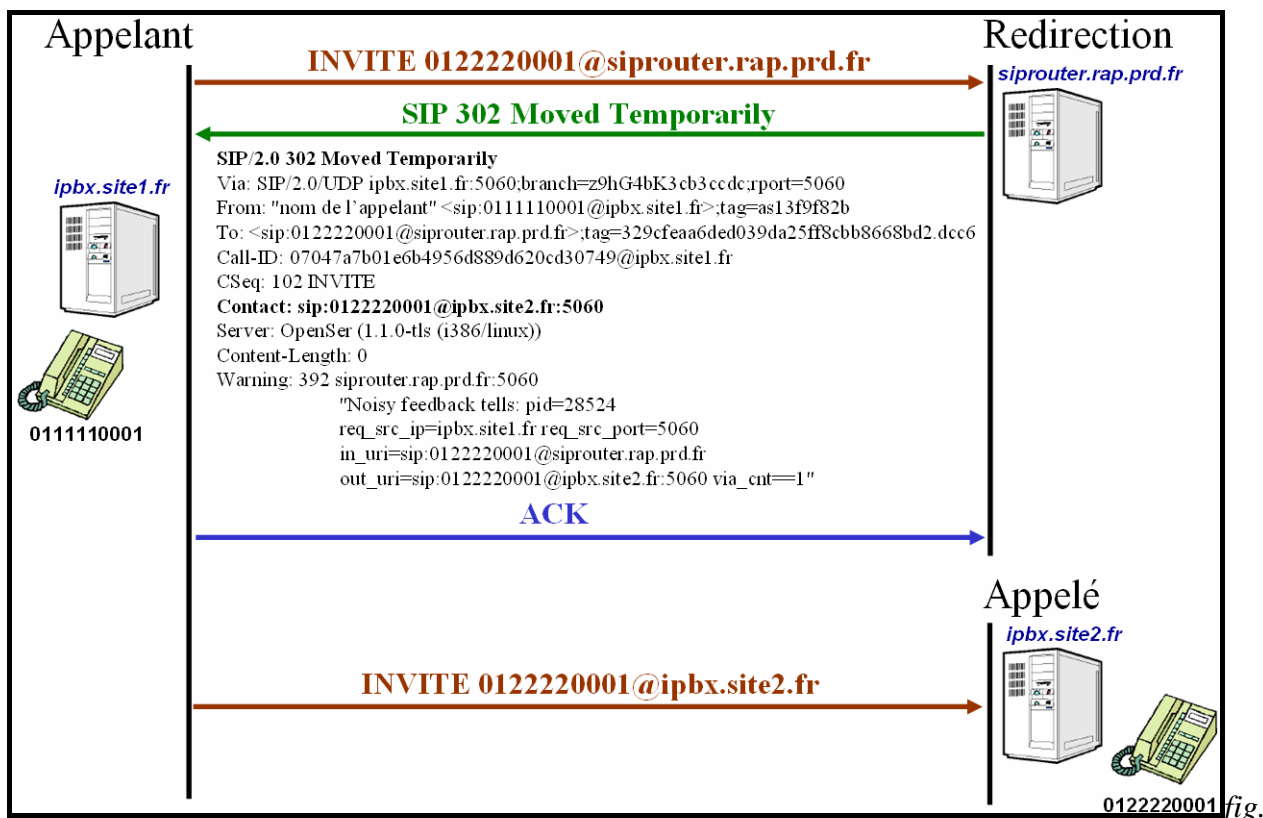 Appelant
Redirection
INVITE 0122220001@siprouter.rap.prd.fr
siprouter.rap.prd.fr
SIP 302 Moved Temporarily
SIP/2.0 302 Moved Temporarily
Via: SIP/2.0/UDP ipbx.site1.fr:5060;branch=z9hG4bK3cb3ccdc;rport=5060
ipbx.site1.fr
From: "nom de l'appelant" <sip:0111110001@ipbx.site1.fr>;tag=as13f9f82b
To: <sip:0122220001@siprouter.rap.prd.fr>;tag=329cfeaa6ded039da25ff8cbb8668bd2.dcc6
Call-ID: 07047a7b01e6b4956d889d620cd30749@ipbx.site1.fr
CSeq: 102 INVITE
Contact: sip:0122220001@ipbx.site2.fr:5060
Server: OpenSer (1.1.0-tls (i386/linux))
Content-Length: 0
Warning: 392 siprouter.rap.prd.fr:5060
"Noisy feedback tells: pid=28524
req_src_ip=ipbx.site1.fr req_src_port=5060
in_uri=sip:0122220001@siprouter.rap.prd.fr
out_uri=sip:0122220001@ipbx.site2.fr:5060 via_cnt==1"
0111110001
ACK
Appelé
ipbx.site2.fr
INVITE 0122220001@ipbx.site2.fr
0122220001
fig.